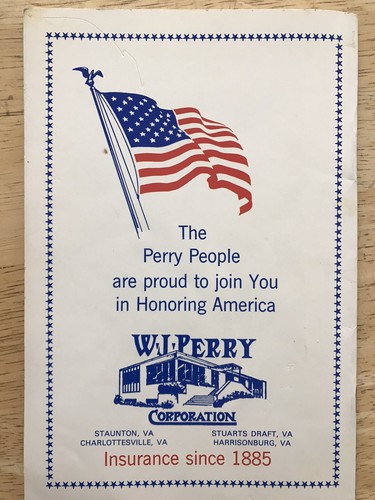 The
Perry People
are proud to join You
in Honoring America
W.J. PERRY
CORPORATION
STAUNTON, VA STUARTS DRAFT, VA
CHARLOTTESVILLE, VA HARRISONBURG, VA
Insurance since 1885